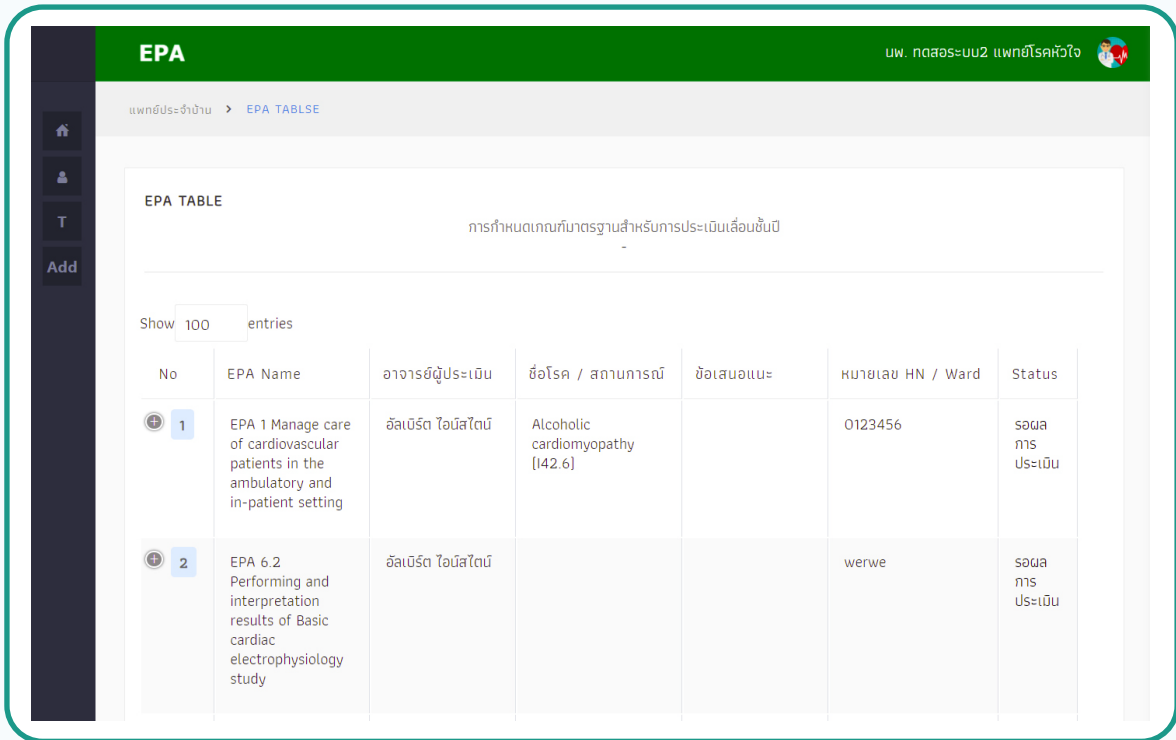 EPA
นพ. ทดสอระบบ2 แพทย์โรคหัวใจ
แพทย์ประจำบ้าน > EPA TABLSE
T
Add
EPA TABLE
การกำหนดเกณฑ์มาตรฐานสำหรับการประเมินเลื่อนชั้นปี
-
Show 100 entries
No EPA Name อาจารย์ผู้ประเมิน ชื่อโรค / สถานการณ์ ข้อเสนอแนะ หมายเลข HN / Ward Status
1
EPA 1 Manage care
of cardiovascular
patients in the
ambulatory and
in-patient setting
อัลเบิร์ต ไอน์สไตน์
Alcoholic
cardiomyopathy
[I42.6]
0123456
รอผล
การ
ประเมิน
2
EPA 6.2
Performing and
interpretation
results of Basic
cardiac
electrophysiology
study
อัลเบิร์ต ไอน์สไตน์
werwe
รอผล
การ
ประเมิน